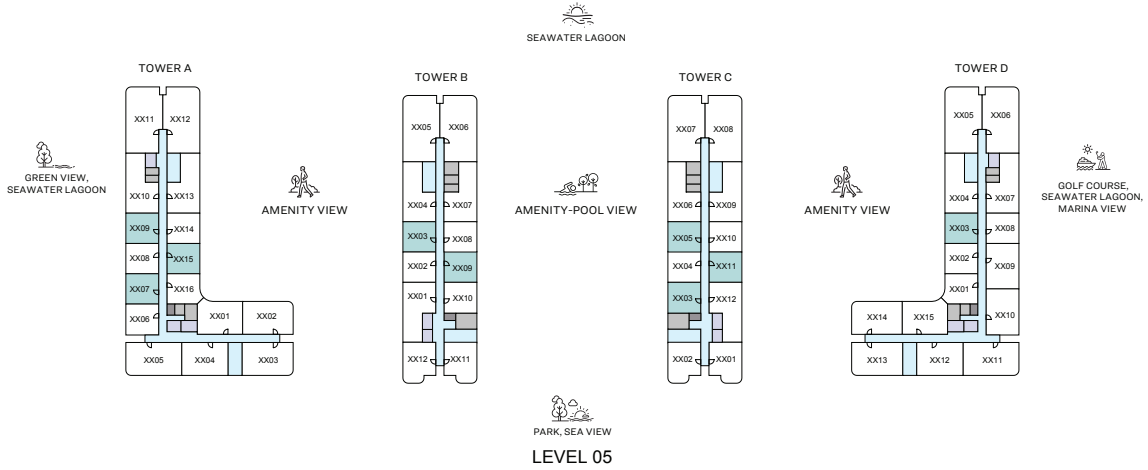 SEAWATER LAGOON
TOWER A
TOWER B
TOWER C
TOWER D
XX11 XX12
XX10 XX13
XX09 XX14
XX08 XX15
XX07 XX16
XX06 XX01 XX02
XX05 XX04 XX03
XX05 XX06
XX04 XX07
XX03 XX08
XX02 XX09
XX01 XX10
XX12 XX11
XX07 XX08
XX06 XX09
XX05 XX10
XX04 XX11
XX03 XX12
XX02 XX01
XX05 XX06
XX04 XX07
XX03 XX08
XX02 XX09
XX01
XX10
XX14 XX15
XX13 XX12 XX11
GREEN VIEW,
SEAWATER LAGOON
AMENITY VIEW
AMENITY-POOL VIEW
AMENITY VIEW
GOLF COURSE,
SEAWATER LAGOON,
MARINA VIEW
PARK, SEA VIEW
LEVEL 05